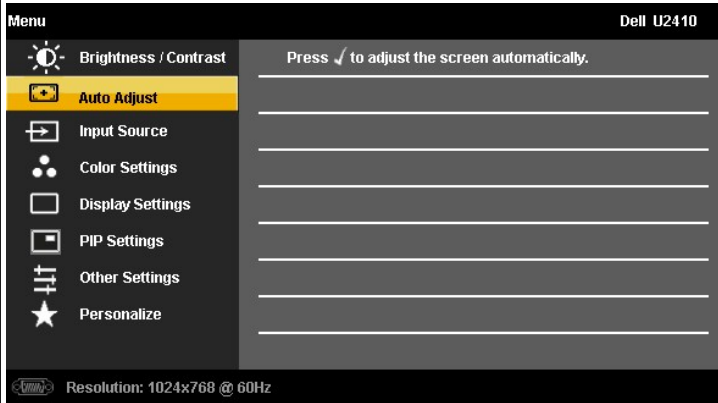 Menu Dell U2410
Brightness / Contrast Press √ to adjust the screen automatically.
Auto Adjust
Input Source
Color Settings
Display Settings
PIP Settings
Other Settings
Personalize
Resolution: 1024x768 @ 60Hz